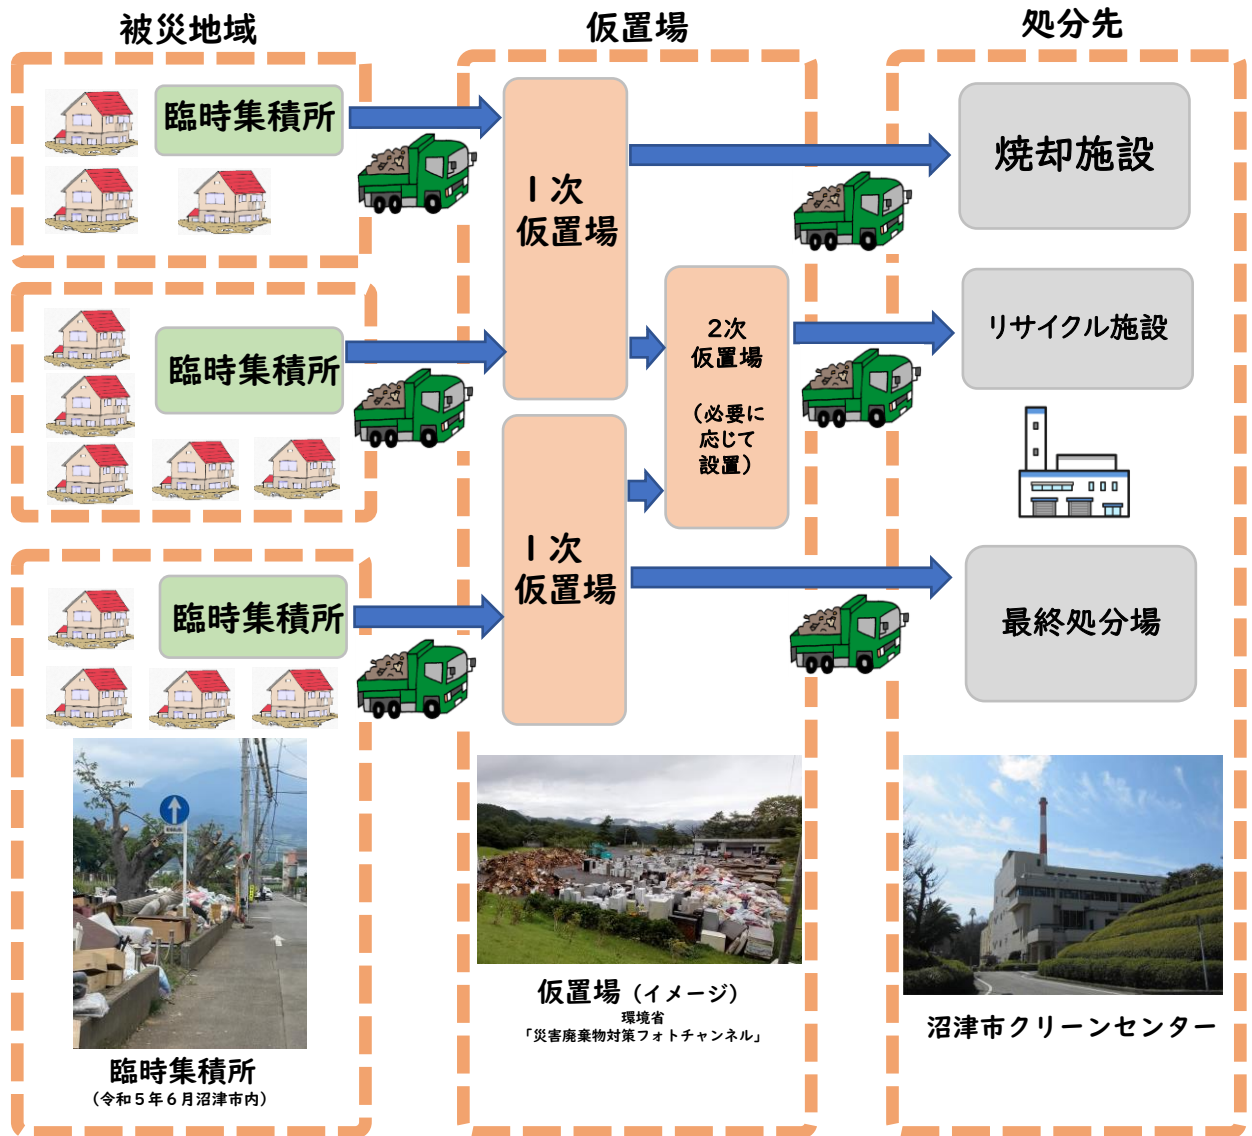 被災地域
仮置場
処分先
臨時集積所
臨時集積所
臨時集積所
1次
仮置場
1次
仮置場
2次
仮置場
（必要に
応じて
設置）
焼却施設
リサイクル施設
最終処分場
臨時集積所
（令和５年６月沼津市内）
仮置場（イメージ）
環境省
「災害廃棄物対策フォトチャンネル」
沼津市クリーンセンター